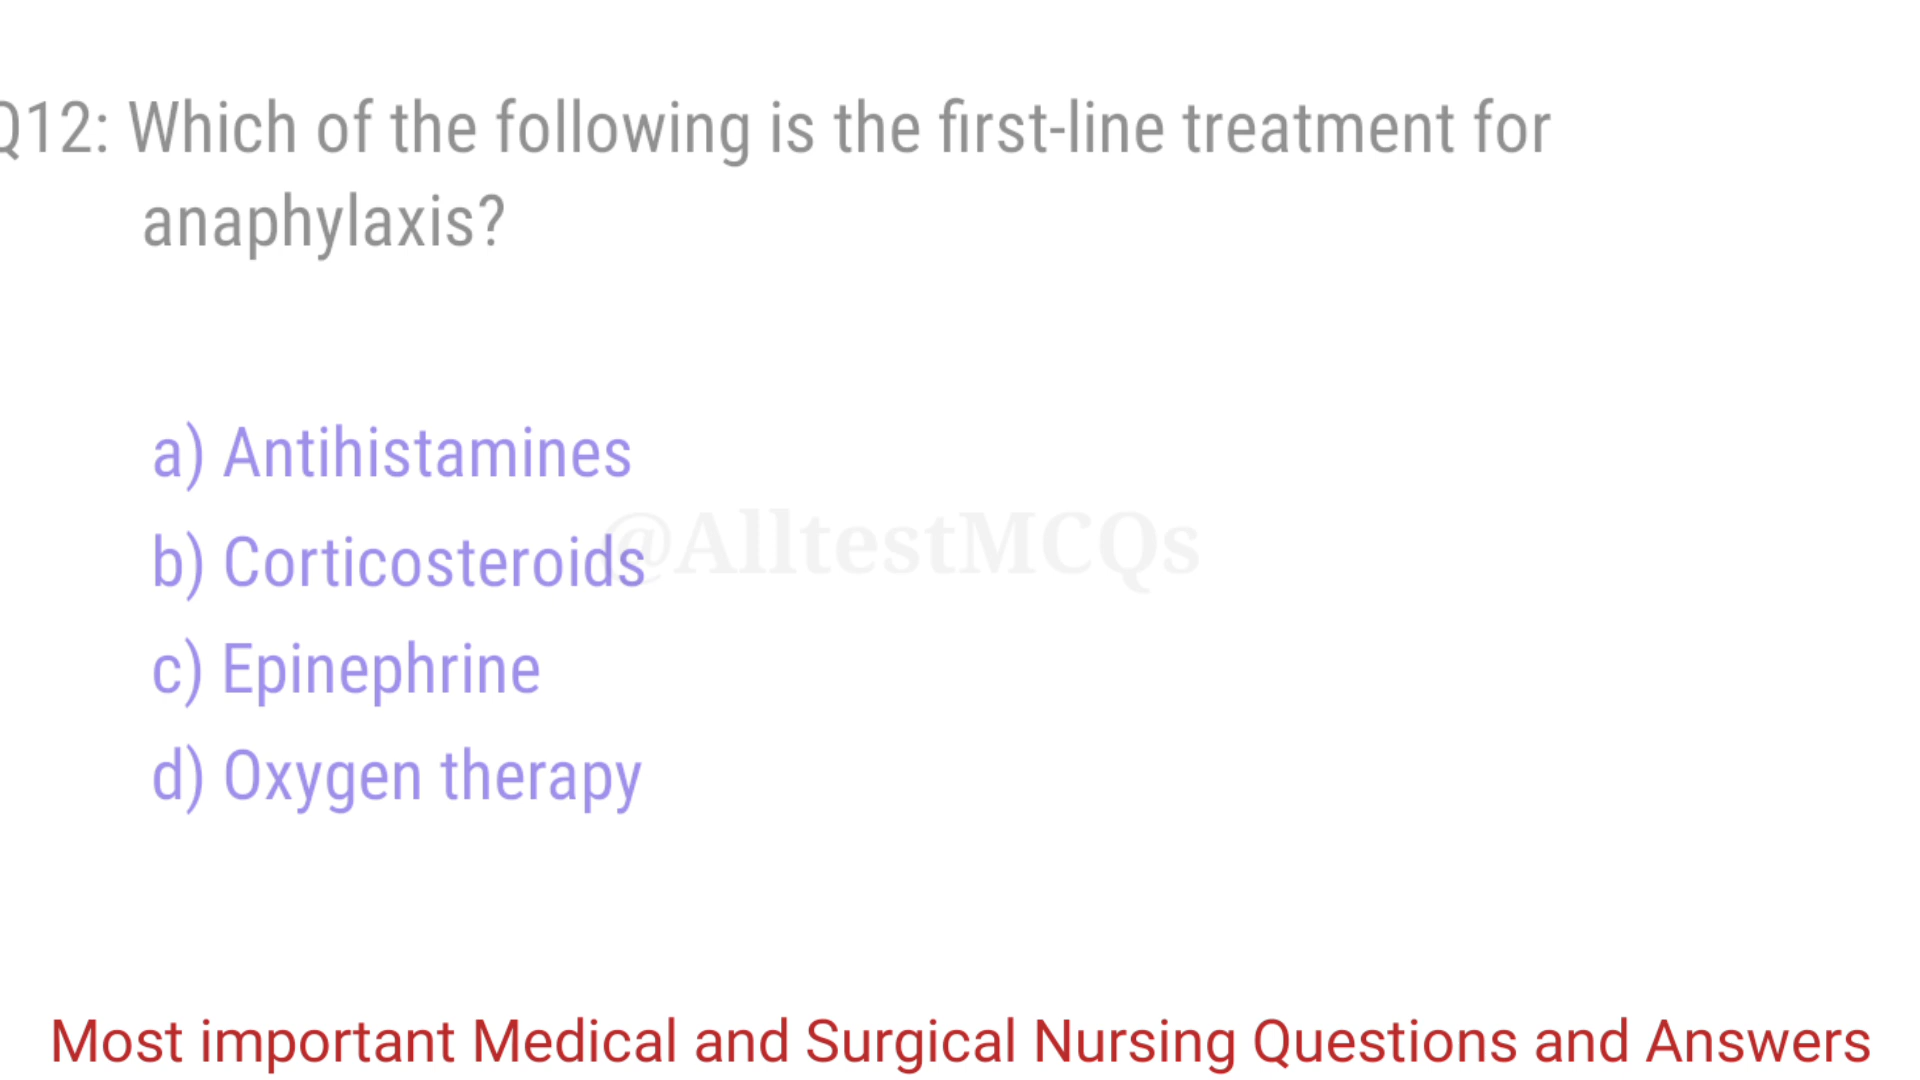 Q12: Which of the following is the first-line treatment for
anaphylaxis?
a) Antihistamines
b) Corticosteroids
@AlltestMCQs
c) Epinephrine
d) Oxygen therapy
Most important Medical and Surgical Nursing Questions and Answers